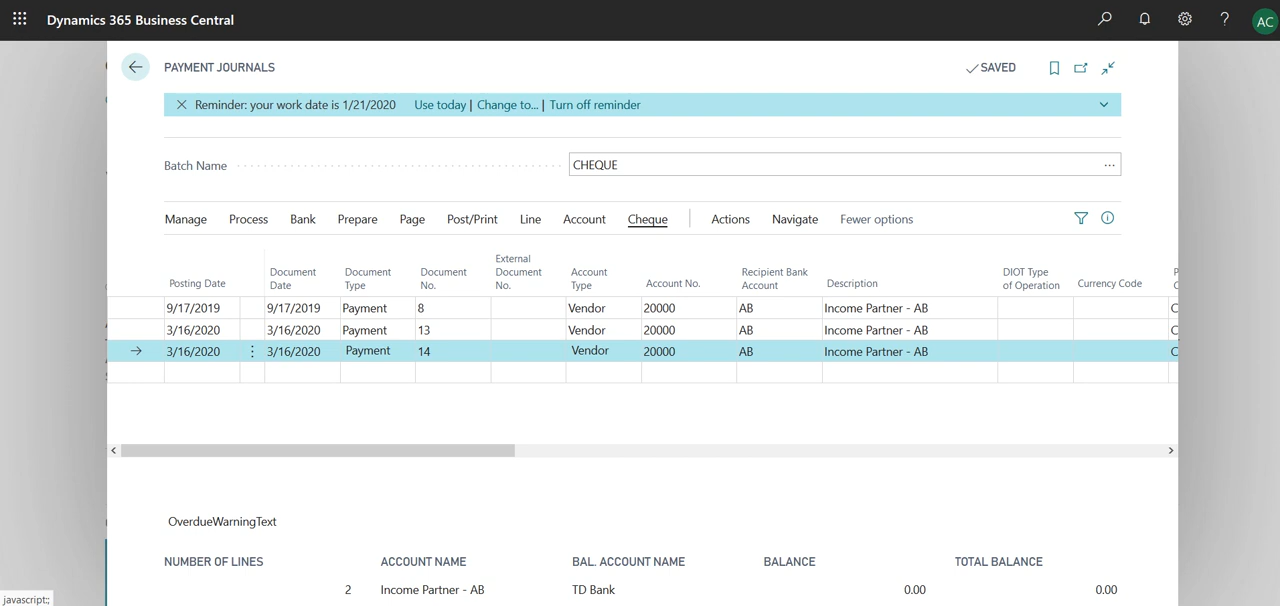 Dynamics 365 Business Central
?
AC
PAYMENT JOURNALS
SAVED
Reminder: your work date is 1/21/2020 Use today | Change to... | Turn off reminder
Batch Name CHEQUE ...
Manage Process Bank Prepare Page Post/Print Line Account Cheque Actions Navigate Fewer options
Posting Date Document Date Document Type Document No. External Document No. Account Type Account No. Recipient Bank Account Description DIOT Type of Operation Currency Code
9/17/2019 9/17/2019 Payment 8 Vendor 20000 AB Income Partner - AB
3/16/2020 3/16/2020 Payment 13 Vendor 20000 AB Income Partner - AB
3/16/2020 3/16/2020 Payment 14 Vendor 20000 AB Income Partner - AB
OverdueWarningText
NUMBER OF LINES ACCOUNT NAME BAL. ACCOUNT NAME BALANCE TOTAL BALANCE
2 Income Partner - AB TD Bank 0.00 0.00
javascript:;